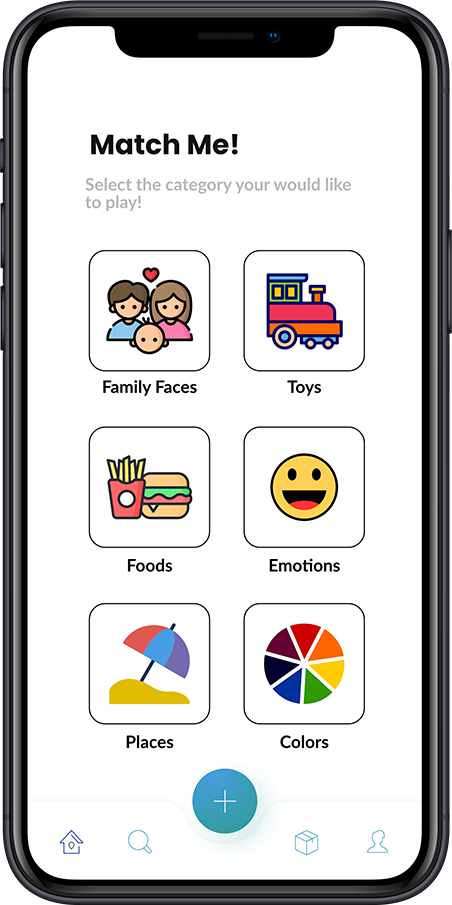 Match Me!
Select the category your would like
to play!
Family Faces
Toys
Foods
Emotions
Places
Colors